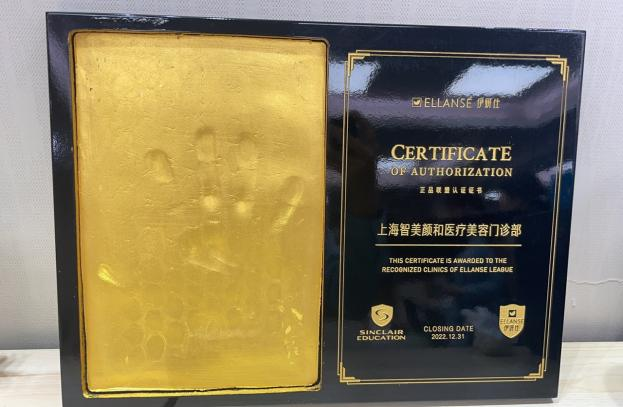 ELLANSÉ 伊妍仕
CERTIFICATE
OF AUTHORIZATION
正品联盟认证证书
上海智美颜和医疗美容门诊部
THIS CERTIFICATE IS AWARDED TO THE
RECOGNIZED CLINICS OF ELLANSE LEAGUE
SINCLAIR
EDUCATION
CLOSING DATE
2022.12.31
ELLANSÉ
伊妍仕